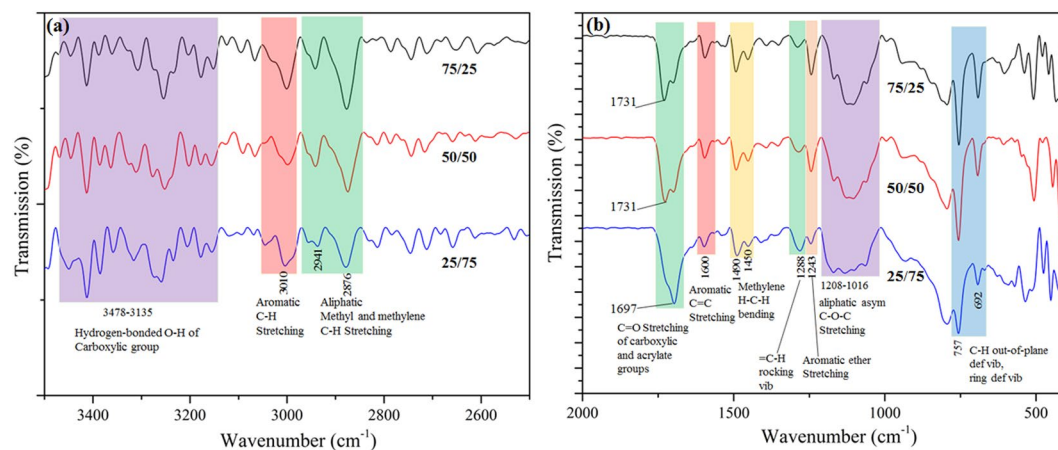 (a)
75/25
50/50
25/75
3010
2941
2876
3478-3135
Hydrogen-bonded O-H of
Carboxylic group
Aromatic
C-H
Stretching
Aliphatic
Methyl and methylene
C-H Stretching
Transmission (%)
3400
3200
3000
2800
2600
Wavenumber (cm⁻¹)
(b)
75/25
1731
50/50
1731
25/75
1697
1600
1490
1450
1288
1243
1208-1016
757
692
C=O Stretching
of carboxylic
and acrylate
groups
Aromatic
C=C
Stretching
Methylene
H-C-H
bending
=C-H
rocking
vib
Aromatic ether
Stretching
aliphatic asym
C-O-C
Stretching
C-H out-of-plane
def vib,
ring def vib
Transmission (%)
2000
1500
1000
500
Wavenumber (cm⁻¹)